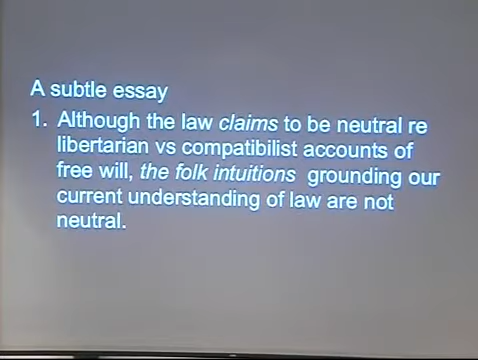 A subtle essay
1. Although the law claims to be neutral re
libertarian vs compatibilist accounts of
free will, the folk intuitions grounding our
current understanding of law are not
neutral.